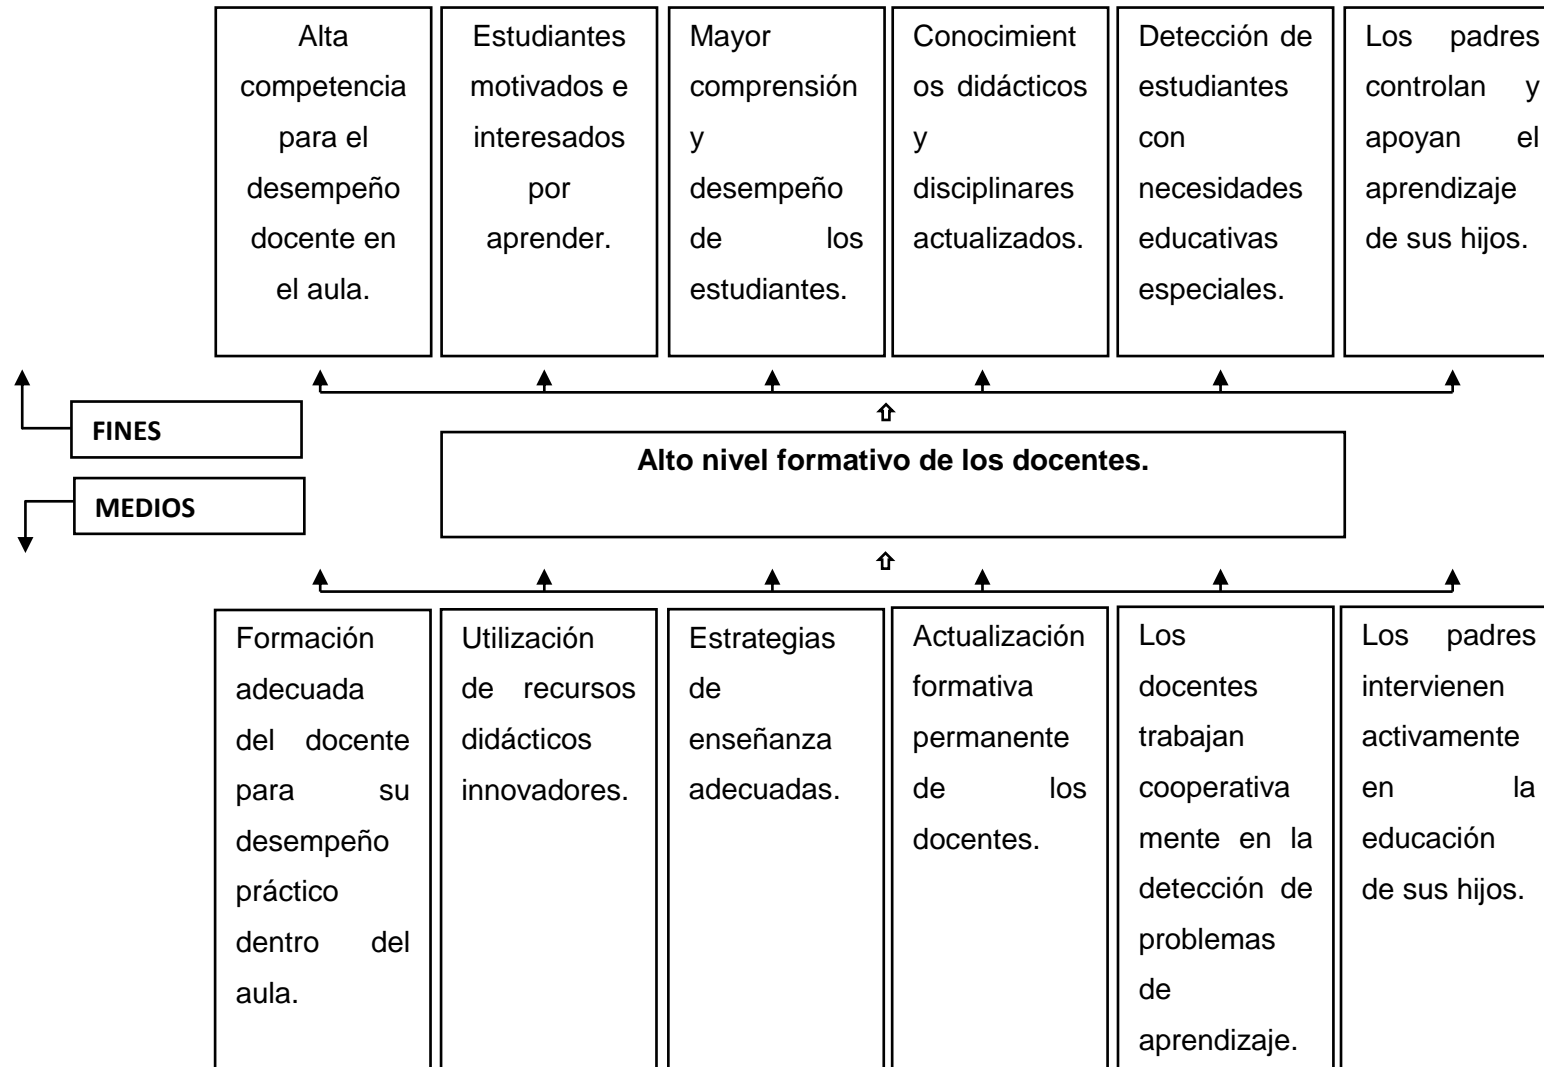 Alta
competencia
para el
desempeño
docente en
el aula.
Estudiantes
motivados e
interesados
por
aprender.
Mayor
comprensión
y
desempeño
de los
estudiantes.
Conocimient
os didácticos
y
disciplinares
actualizados.
Detección de
estudiantes
con
necesidades
educativas
especiales.
Los padres
controlan y
apoyan el
aprendizaje
de sus hijos.
FINES
Alto nivel formativo de los docentes.
MEDIOS
Formación
adecuada
del docente
para su
desempeño
práctico
dentro del
aula.
Utilización
de recursos
didácticos
innovadores.
Estrategias
de
enseñanza
adecuadas.
Actualización
formativa
permanente
de los
docentes.
Los
docentes
trabajan
cooperativa
mente en la
detección de
problemas
de
aprendizaje.
Los padres
intervienen
activamente
en la
educación
de sus hijos.